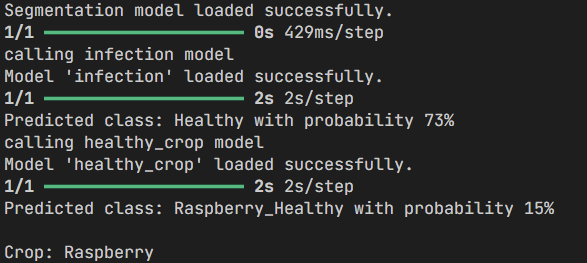 Segmentation model loaded successfully.
1/1 ━━━━━━━━━━━━━━━━━━━━ 0s 429ms/step
calling infection model
Model 'infection' loaded successfully.
1/1 ━━━━━━━━━━━━━━━━━━━━ 2s 2s/step
Predicted class: Healthy with probability 73%
calling healthy_crop model
Model 'healthy_crop' loaded successfully.
1/1 ━━━━━━━━━━━━━━━━━━━━ 2s 2s/step
Predicted class: Raspberry_Healthy with probability 15%
Crop: Raspberry